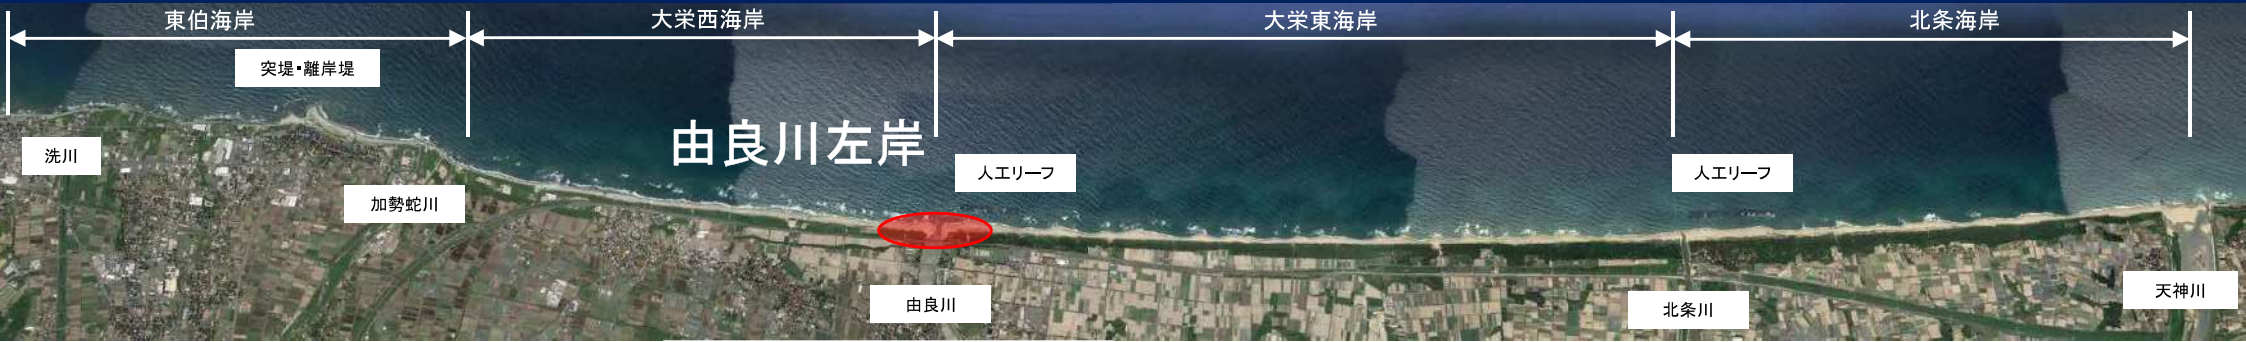 東伯海岸
大栄西海岸
大栄東海岸
北条海岸
突堤・離岸堤
由良川左岸
洗川
人工リーフ
人工リーフ
加勢蛇川
由良川
北条川
天神川